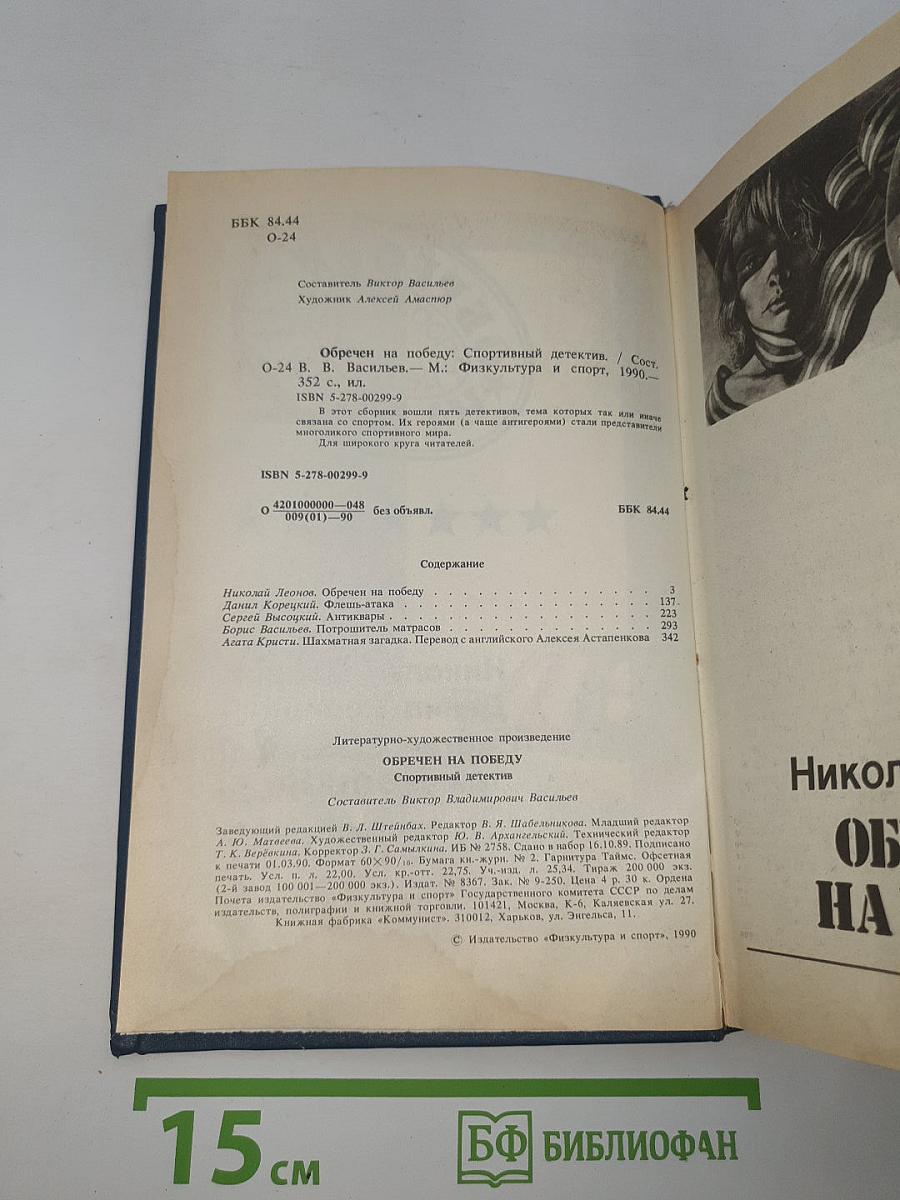 ББК 84.44
О-24
Составитель Виктор Васильев
Художник Алексей Амаспюр
Обречен на победу: Спортивный детектив. / Сост.
О-24 В. В. Васильев.— М.: Физкультура и спорт, 1990.—
352 с., ил.
ISBN 5-278-00299-9
В этот сборник вошли пять детективов, тема которых так или иначе
связана со спортом. Их героями (а чаще антигероями) стали представители
многоликого спортивного мира.
Для широкого круга читателей.
ISBN 5-278-00299-9
О 4201000000—048
009(01)—90 без объявл. ББК 84.44
Содержание
Николай Леонов. Обречен на победу . . . . . . . . . . . . . . . 3
Данил Корецкий. Флешь-атака . . . . . . . . . . . . . . . . . 137
Сергей Высоцкий. Антиквары . . . . . . . . . . . . . . . . . . 223
Борис Васильев. Потрошитель матрасов . . . . . . . . . . . . . 293
Агата Кристи. Шахматная загадка. Перевод с английского Алексея Астапенкова 342
Литературно-художественное произведение
ОБРЕЧЕН НА ПОБЕДУ
Спортивный детектив
Составитель Виктор Владимирович Васильев
Заведующий редакцией В. Л. Штейнбах. Редактор В. Я. Шабельникова. Младший редактор
А. Ю. Матвеева. Художественный редактор Ю. В. Архангельский. Технический редактор
Т. К. Верёвкина. Корректор З. Г. Самылкина. ИБ № 2758. Сдано в набор 16.10.89. Подписано
к печати 01.03.90. Формат 60×90/16. Бумага кн.-журн. № 2. Гарнитура Таймс. Офсетная
печать. Усл. п. л. 22,00. Усл. кр.-отт. 22,75. Уч.-изд. л. 25,34. Тираж 200 000 экз.
(2-й завод 100 001—200 000 экз.). Издат. № 8367. Зак. № 9-250. Цена 4 р. 30 к. Ордена
Почета издательство «Физкультура и спорт» Государственного комитета СССР по делам
издательств, полиграфии и книжной торговли. 101421, Москва, К-6, Каляевская ул. 27.
Книжная фабрика «Коммунист». 310012, Харьков, ул. Энгельса, 11.
© Издательство «Физкультура и спорт», 1990
Никол
ОБ
НА
15 см
БФ БИБЛИОФАН